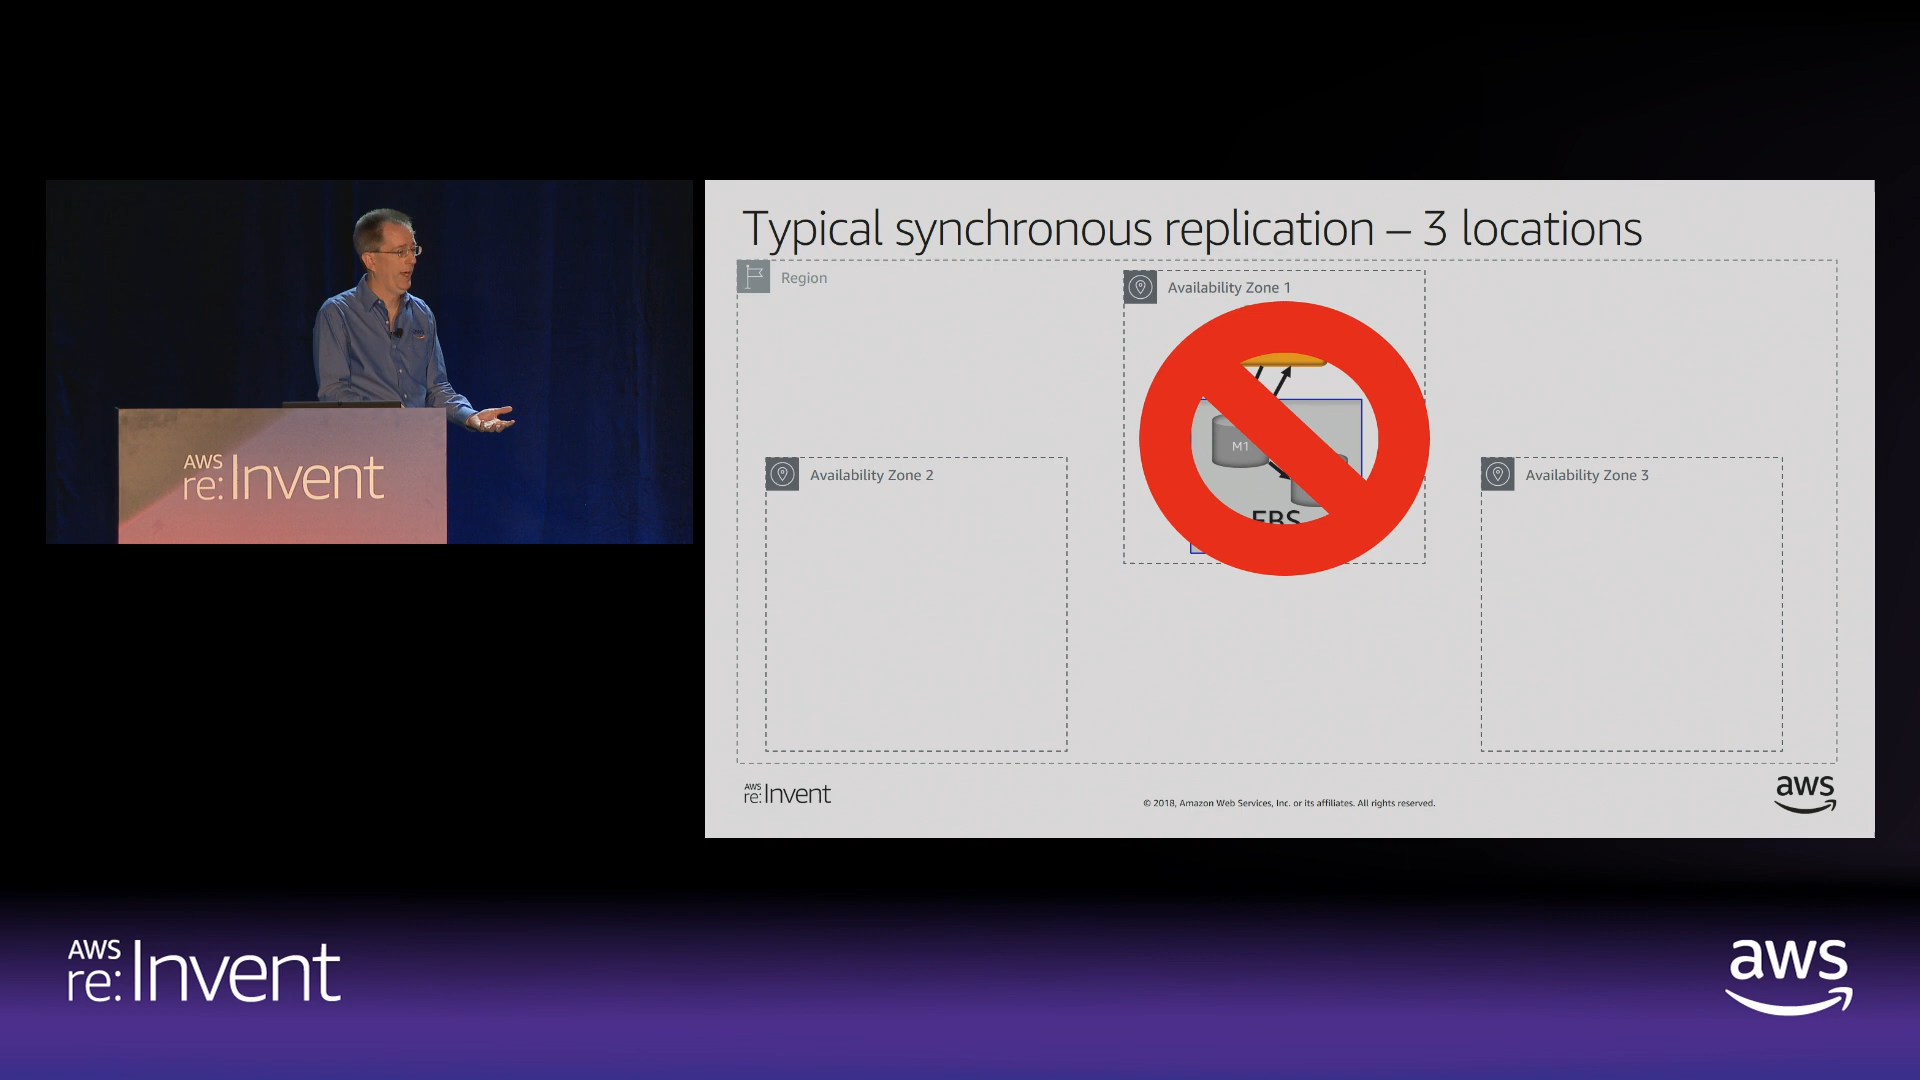 Typical synchronous replication – 3 locations
Region
Availability Zone 1
M1
EBS
Availability Zone 2
Availability Zone 3
AWS
re:Invent
AWS
re:Invent
© 2018, Amazon Web Services, Inc. or its affiliates. All rights reserved.
aws
AWS
re:Invent
aws